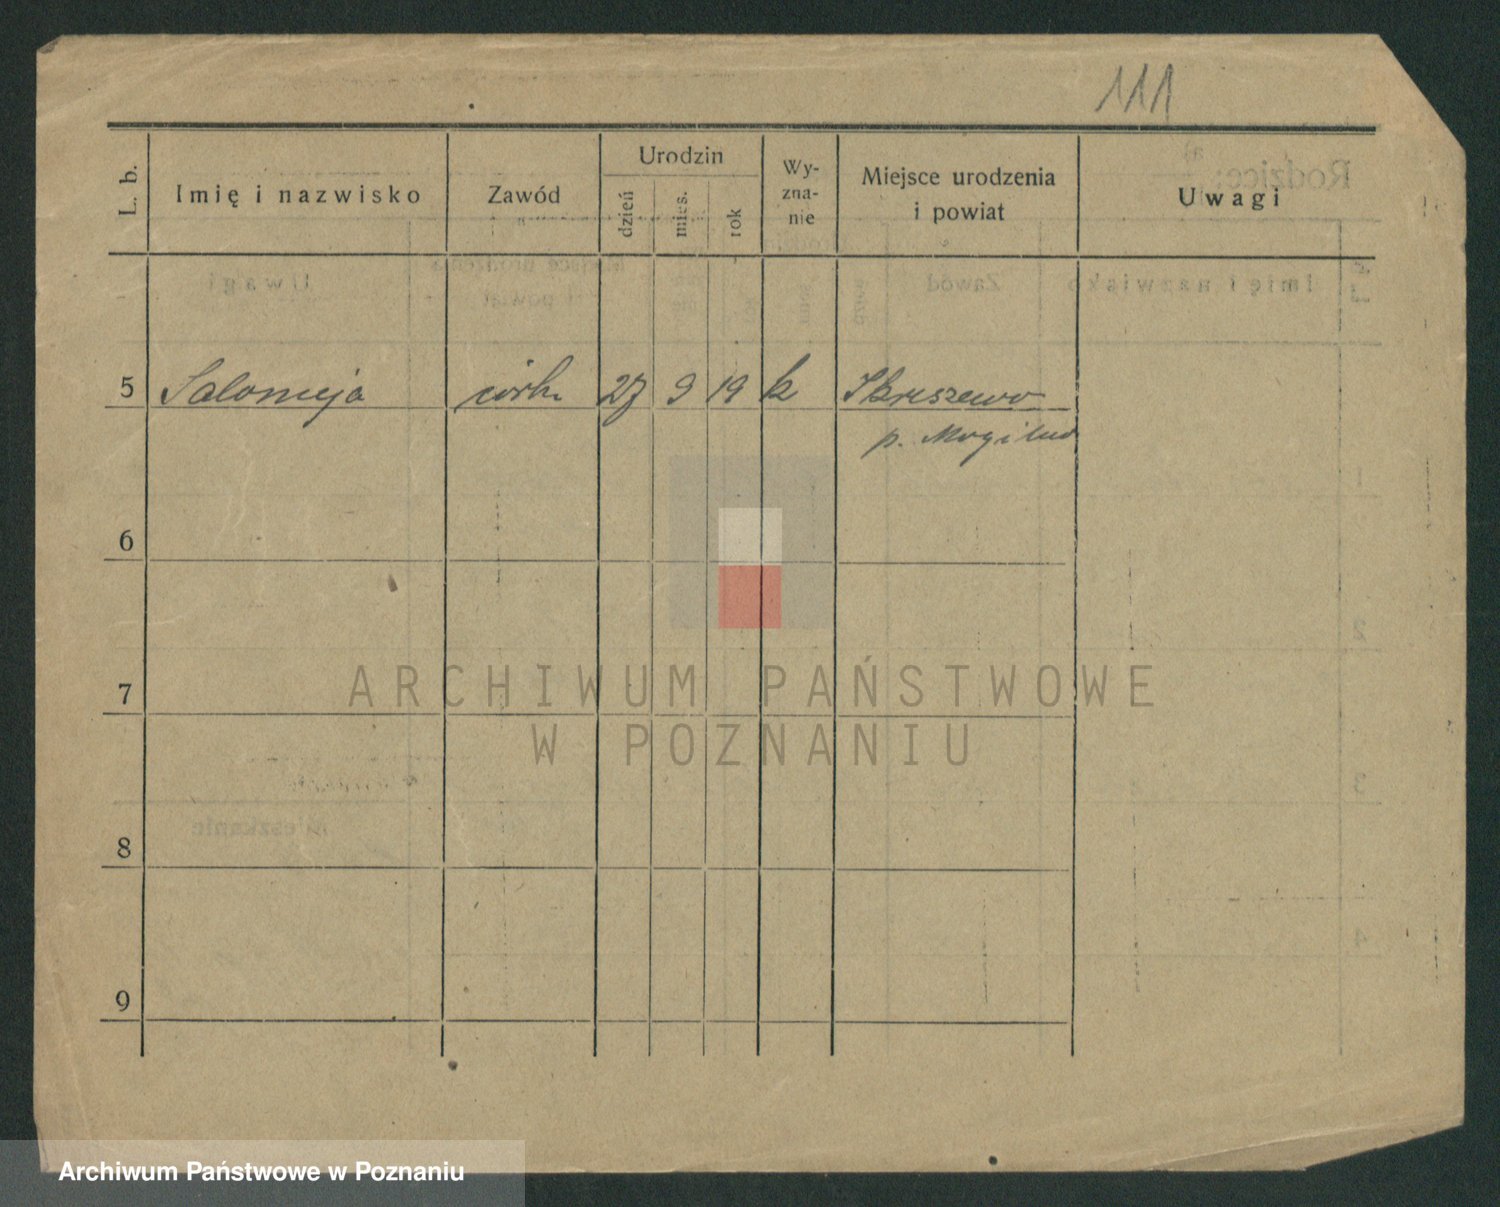 111
L. b. Imię i nazwisko Zawód Urodzin dzień mies. rok Wy-zna-nie Miejsce urodzenia i powiat Uwagi
5 Salomeja córk. 27 9 19 k
p. Mogilno
6
7
ARCHIWUM PAŃSTWOWE
W POZNANIU
8
9
Archiwum Państwowe w Poznaniu